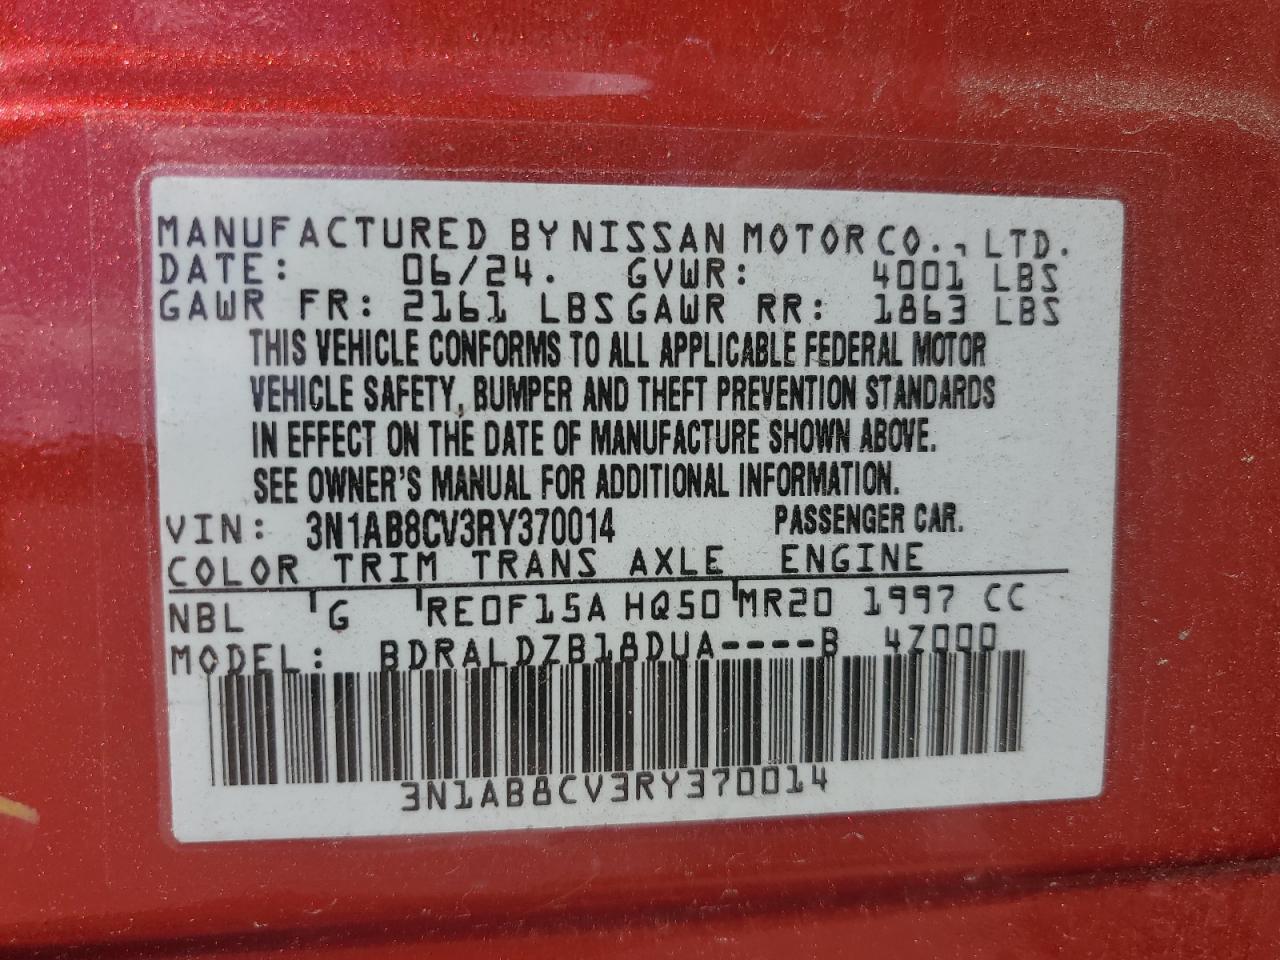 MANUFACTURED BY NISSAN MOTOR CO., LTD.
DATE: 06/24. GVWR: 4001 LBS
GAWR FR: 2161 LBS GAWR RR: 1863 LBS
THIS VEHICLE CONFORMS TO ALL APPLICABLE FEDERAL MOTOR
VEHICLE SAFETY, BUMPER AND THEFT PREVENTION STANDARDS
IN EFFECT ON THE DATE OF MANUFACTURE SHOWN ABOVE.
SEE OWNER'S MANUAL FOR ADDITIONAL INFORMATION.
VIN: 3N1AB8CV3RY370014 PASSENGER CAR.
COLOR TRIM TRANS AXLE ENGINE
NBL G RE0F15A HQ50 MR20 1997 CC
MODEL: BDRALDZB18DUA----B 4Z000
3N1AB8CV3RY370014